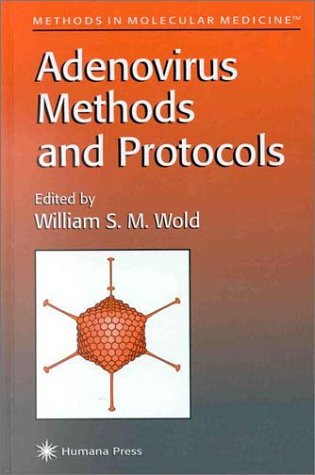 METHODS IN MOLECULAR MEDICINE™
Adenovirus
Methods
and Protocols
Edited by
William S. M. Wold
Humana Press